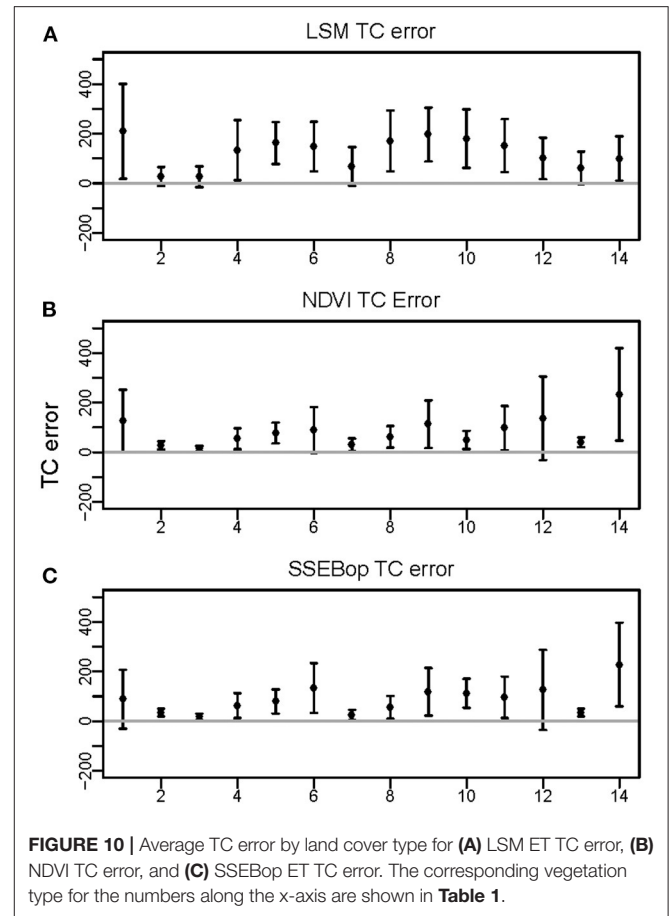 A
LSM TC error
400
200
0
-200
2 4 6 8 10 12 14
B
NDVI TC Error
400
200
0
-200
2 4 6 8 10 12 14
TC error
C
SSEBop TC error
400
200
0
-200
2 4 6 8 10 12 14
FIGURE 10 | Average TC error by land cover type for (A) LSM ET TC error, (B)
NDVI TC error, and (C) SSEBop ET TC error. The corresponding vegetation
type for the numbers along the x-axis are shown in Table 1.